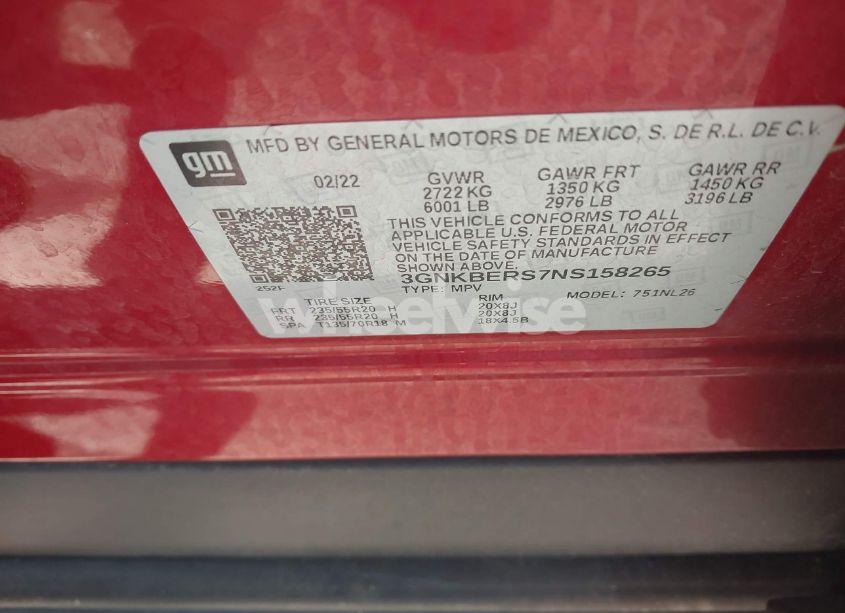 gm MFD BY GENERAL MOTORS DE MEXICO, S. DE R.L. DE C.V.
02/22 GVWR GAWR FRT GAWR RR
2722 KG 1350 KG 1450 KG
6001 LB 2976 LB 3196 LB
THIS VEHICLE CONFORMS TO ALL
APPLICABLE U.S. FEDERAL MOTOR
VEHICLE SAFETY STANDARDS IN EFFECT
ON THE DATE OF MANUFACTURE
SHOWN ABOVE.
252F 3GNKBERS7NS158265
TYPE: MPV MODEL: 751NL26
TIRE SIZE RIM
FRT 235/55R20 H 20X8J
RR 235/55R20 H 20X8J
SPA T135/70R18 M 18X4.5B
wheelwise